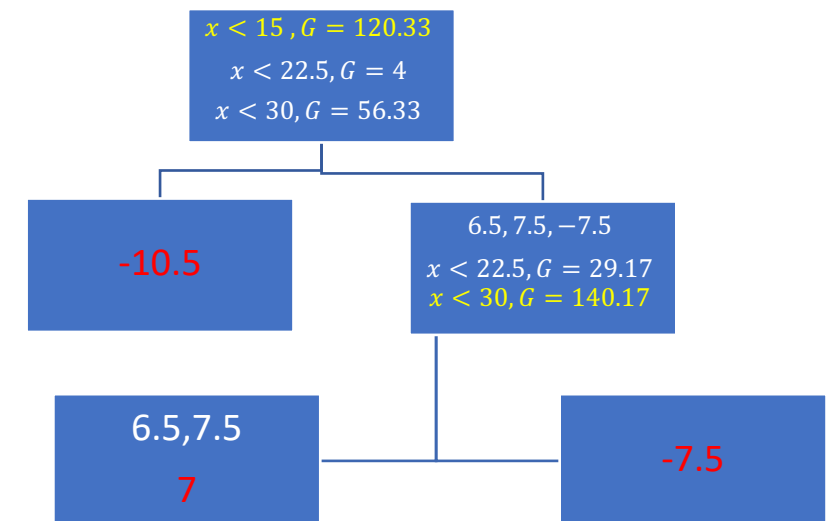 x < 15 , G = 120.33
x < 22.5, G = 4
x < 30, G = 56.33
-10.5
6.5, 7.5, −7.5
x < 22.5, G = 29.17
x < 30, G = 140.17
6.5,7.5
7
-7.5